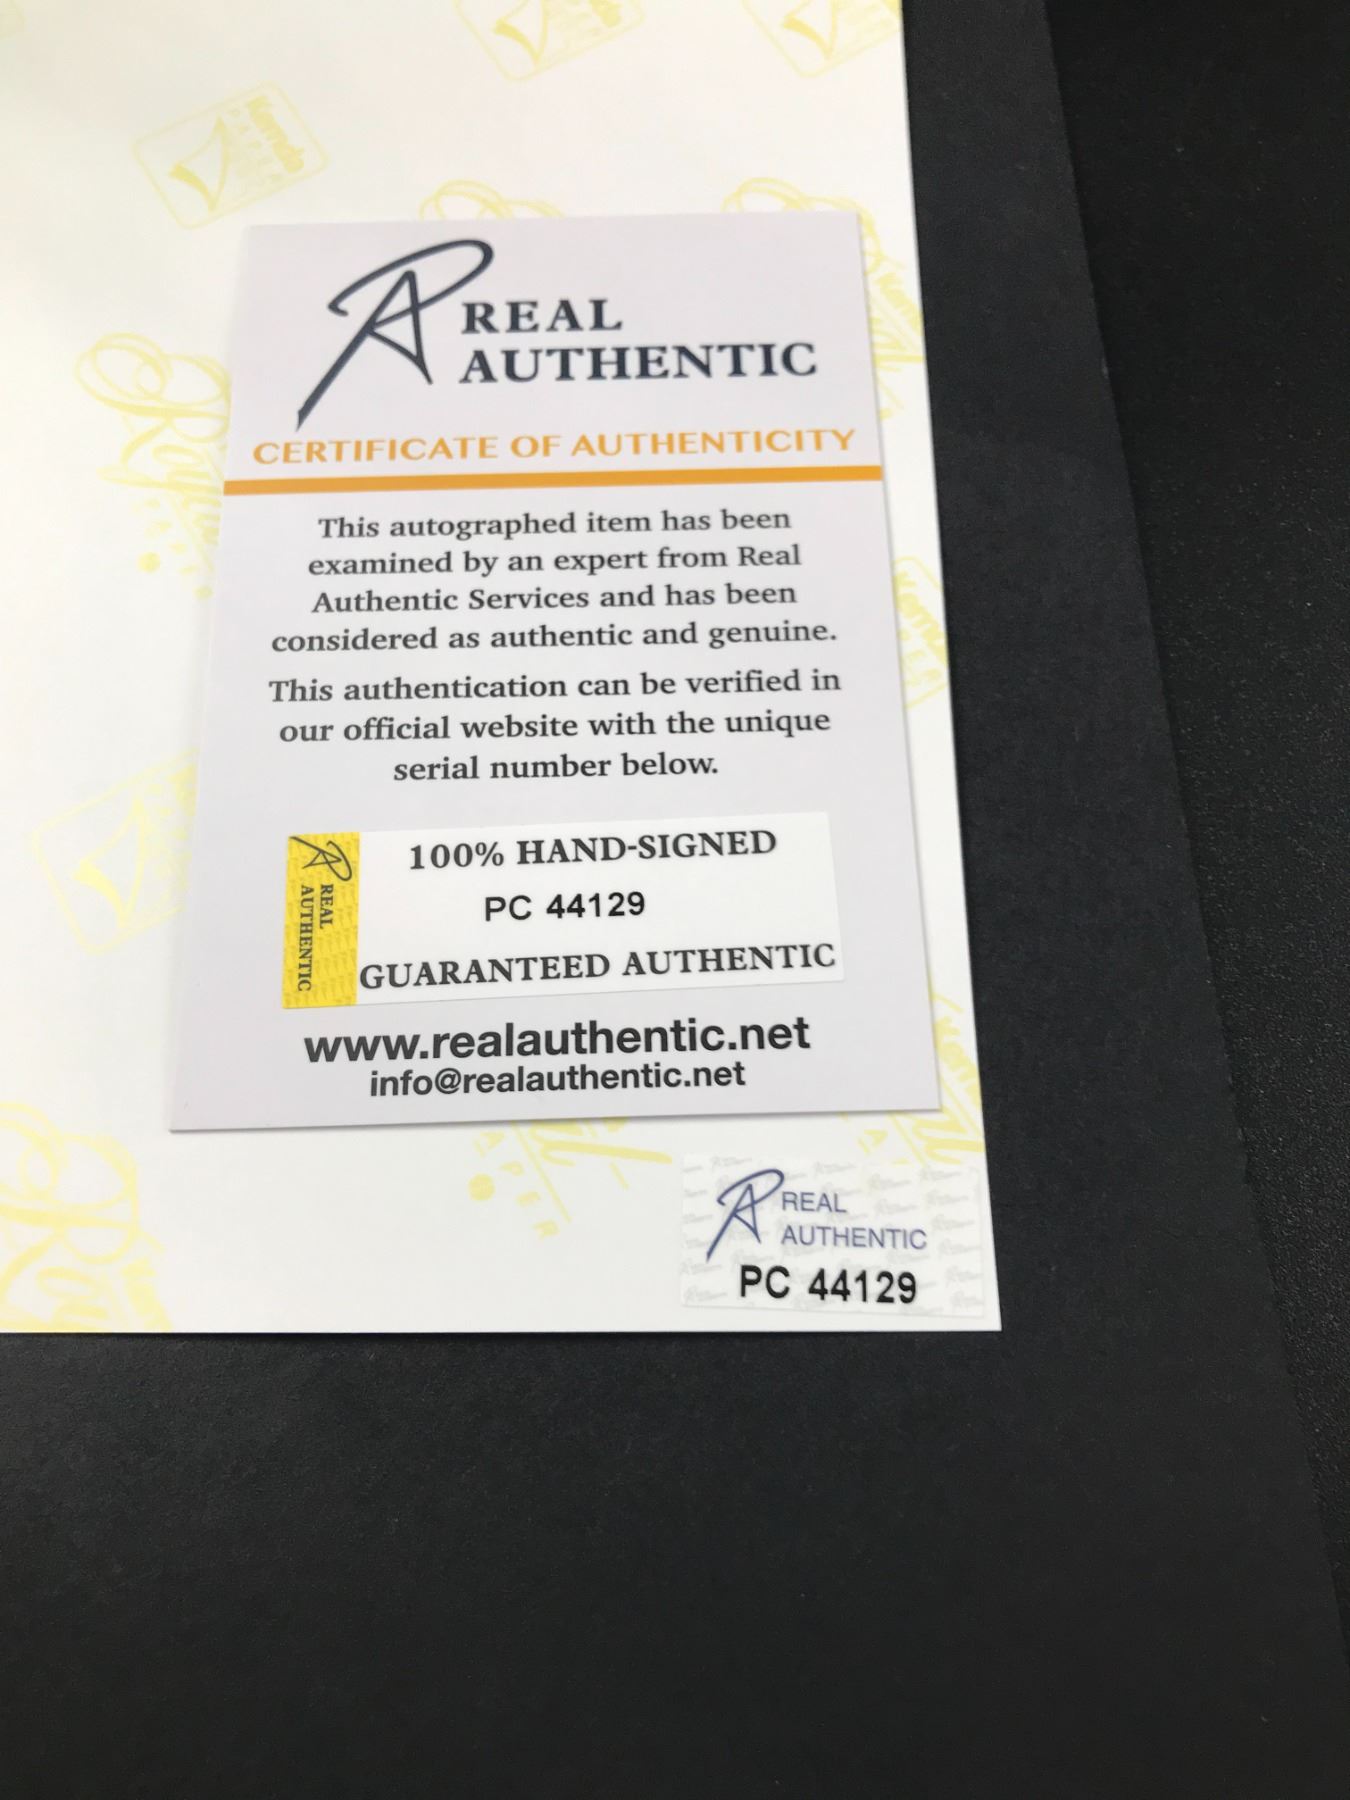 REAL
AUTHENTIC
CERTIFICATE OF AUTHENTICITY
This autographed item has been
examined by an expert from Real
Authentic Services and has been
considered as authentic and genuine.
This authentication can be verified in
our official website with the unique
serial number below.
REAL
AUTHENTIC
100% HAND-SIGNED
PC 44129
GUARANTEED AUTHENTIC
www.realauthentic.net
info@realauthentic.net
REAL
AUTHENTIC
PC 44129